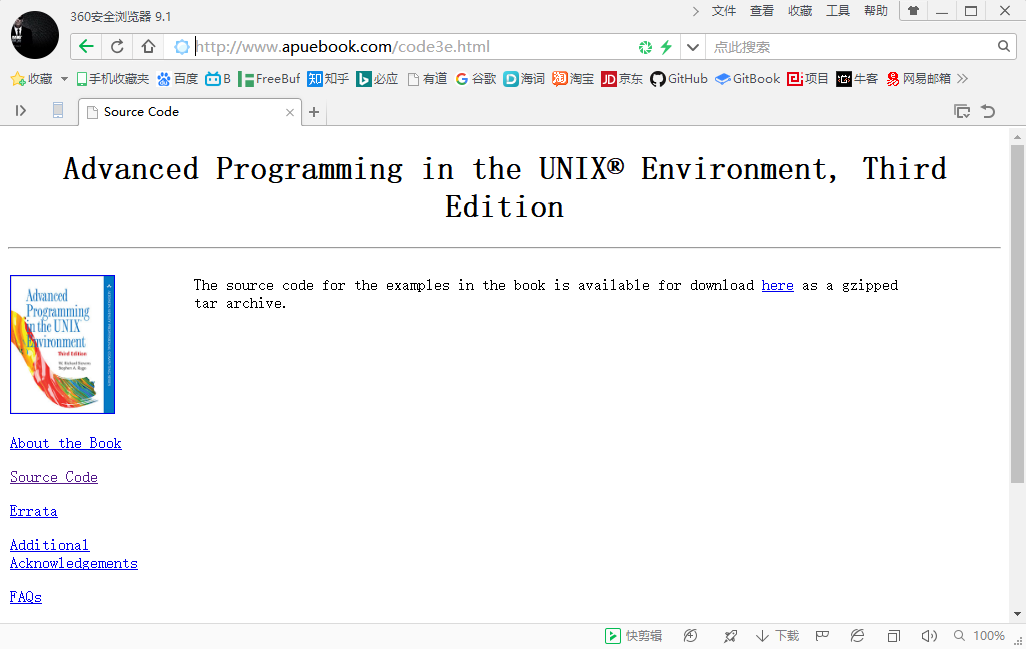 360安全浏览器 9.1
文件 查看 收藏 工具 帮助
http://www.apuebook.com/code3e.html
点此搜索
收藏 手机收藏夹 百度 B FreeBuf 知乎 必应 有道 谷歌 海词 淘宝 京东 GitHub GitBook 项目 牛客 网易邮箱
Source Code
Advanced Programming in the UNIX® Environment, Third
Edition
Advanced
Programming
in the UNIX
Environment
Third Edition
W. Richard Stevens
Stephen A. Rago
The source code for the examples in the book is available for download here as a gzipped
tar archive.
About the Book
Source Code
Errata
Additional
Acknowledgements
FAQs
快剪辑 下载 100%